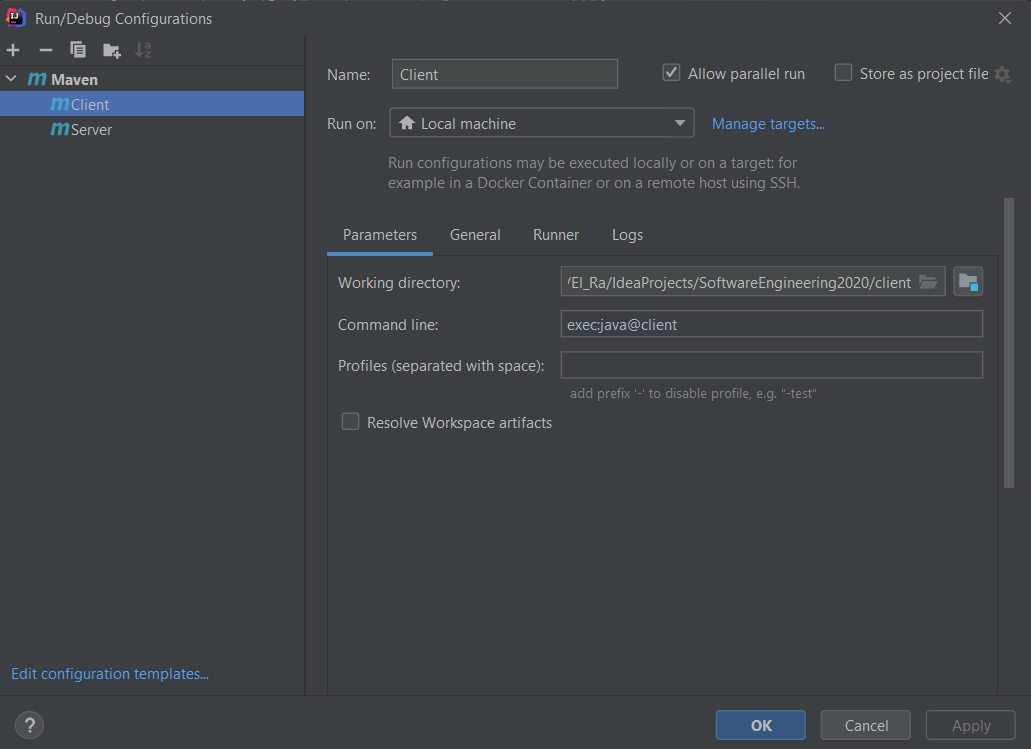 Run/Debug Configurations
Maven
Client
Server
Edit configuration templates...
Name: Client Allow parallel run Store as project file
Run on: Local machine Manage targets...
Run configurations may be executed locally or on a target: for
example in a Docker Container or on a remote host using SSH.
Parameters General Runner Logs
Working directory: /El_Ra/IdeaProjects/SoftwareEngineering2020/client
Command line: exec:java@client
Profiles (separated with space):
add prefix '-' to disable profile, e.g. "-test"
Resolve Workspace artifacts
? OK Cancel Apply